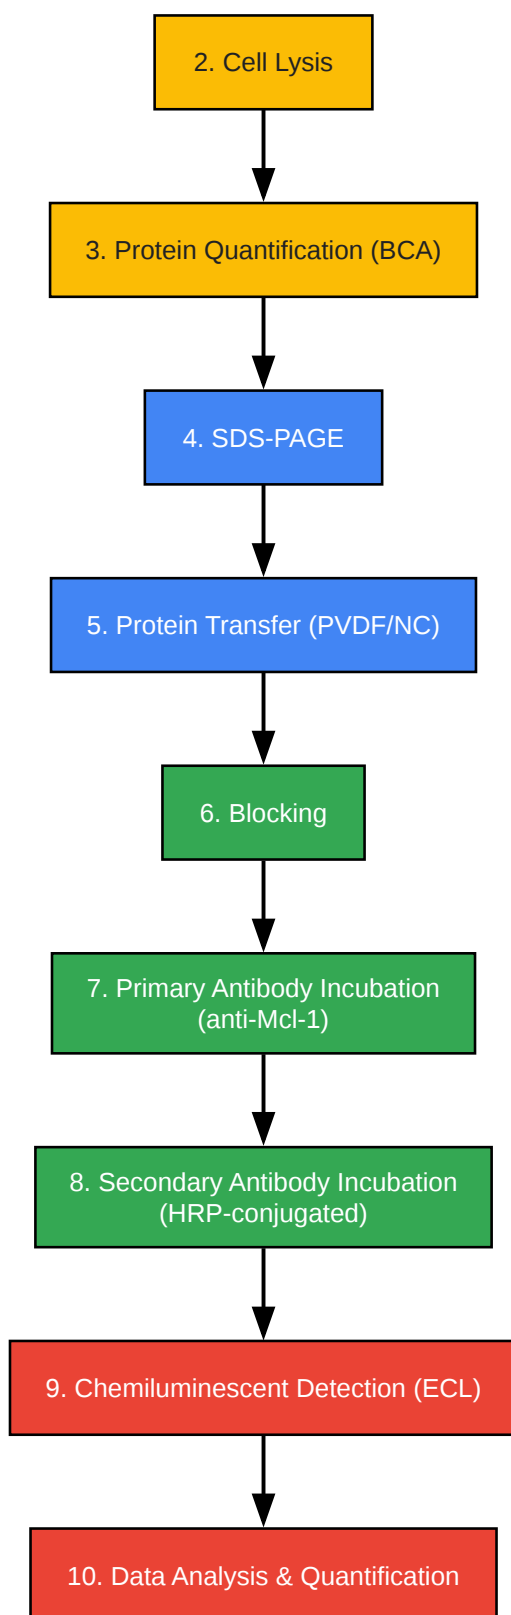 2. Cell Lysis
3. Protein Quantification (BCA)
4. SDS-PAGE
5. Protein Transfer (PVDF/NC)
6. Blocking
7. Primary Antibody Incubation
(anti-Mcl-1)
8. Secondary Antibody Incubation
(HRP-conjugated)
9. Chemiluminescent Detection (ECL)
10. Data Analysis & Quantification